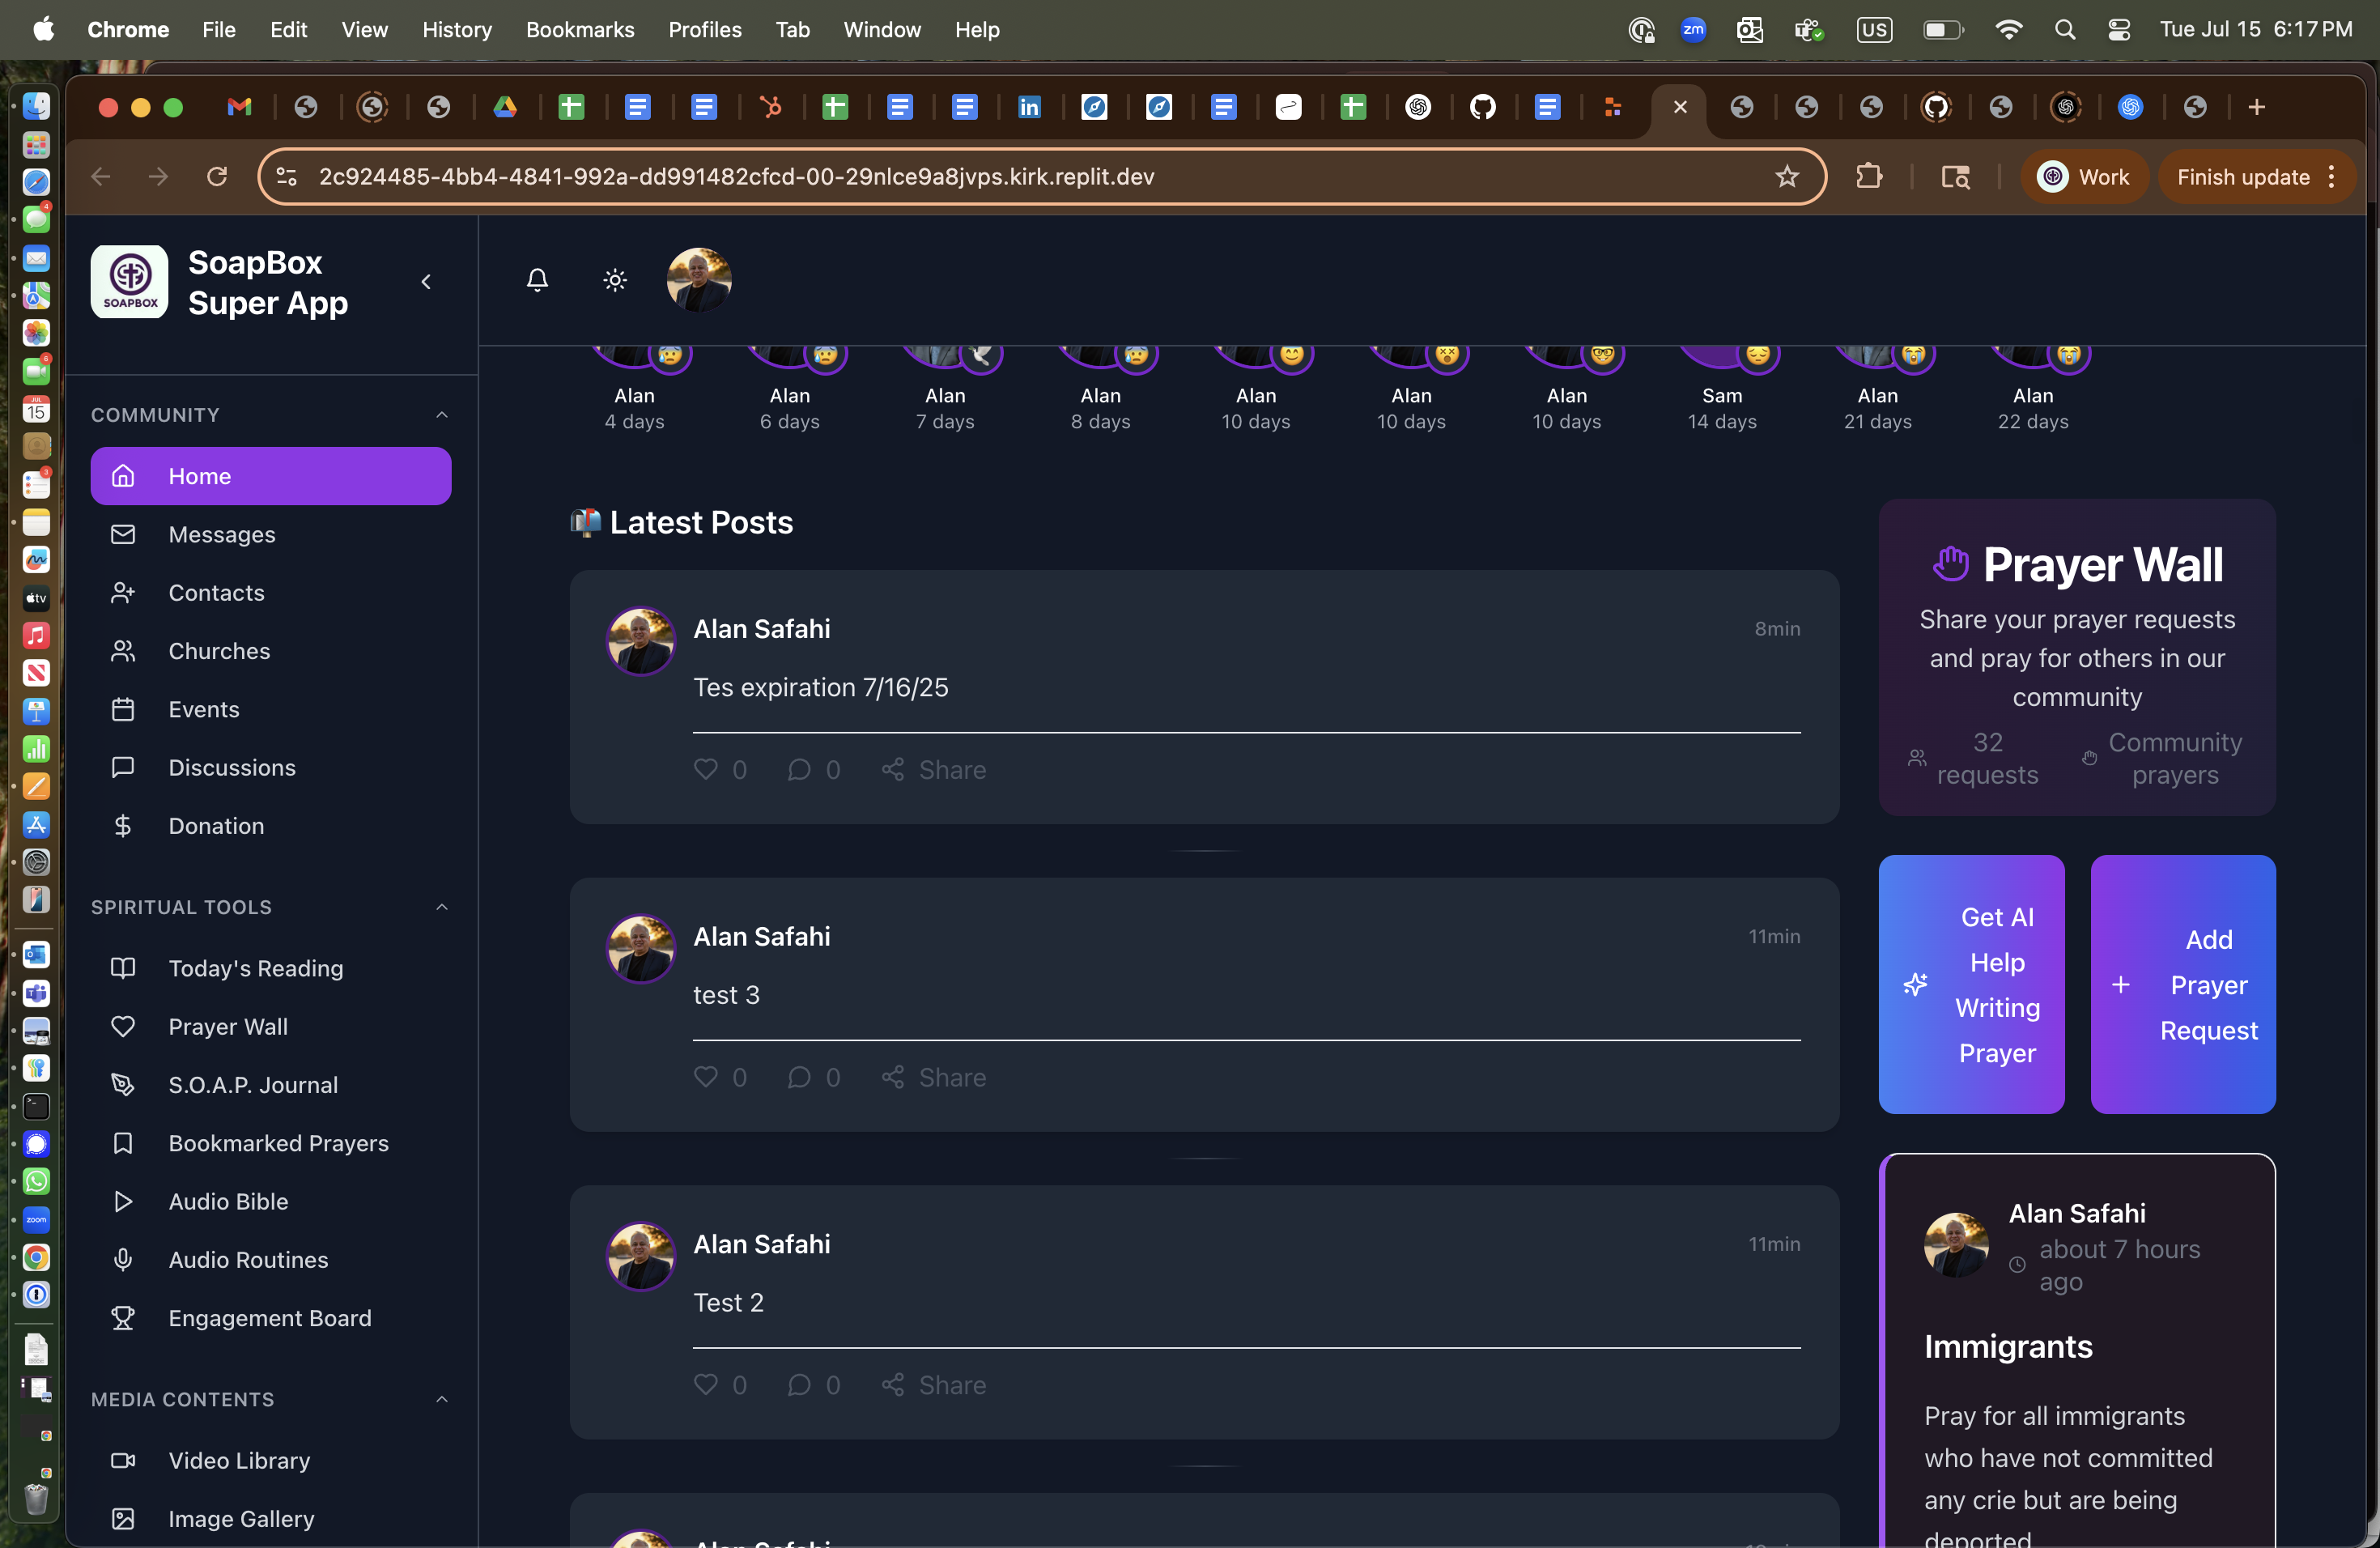 Chrome File Edit View History Bookmarks Profiles Tab Window Help
zm US Tue Jul 15 6:17 PM
2c924485-4bb4-4841-992a-dd991482cfcd-00-29nlce9a8jvps.kirk.replit.dev
Work
Finish update
SOAPBOX
SoapBox
Super App
COMMUNITY
Home
Messages
Contacts
Churches
Events
Discussions
Donation
SPIRITUAL TOOLS
Today's Reading
Prayer Wall
S.O.A.P. Journal
Bookmarked Prayers
Audio Bible
Audio Routines
Engagement Board
MEDIA CONTENTS
Video Library
Image Gallery
Alan Alan Alan Alan Alan Alan Alan Sam Alan Alan
4 days 6 days 7 days 8 days 10 days 10 days 10 days 14 days 21 days 22 days
Latest Posts
Alan Safahi 8min
Tes expiration 7/16/25
0 0 Share
Alan Safahi 11min
test 3
0 0 Share
Alan Safahi 11min
Test 2
0 0 Share
Alan Safahi
Prayer Wall
Share your prayer requests
and pray for others in our
community
32
requests
Community
prayers
Get AI
Help
Writing
Prayer
Add
Prayer
Request
Alan Safahi
about 7 hours
ago
Immigrants
Pray for all immigrants
who have not committed
any crie but are being
deported
JUL
15
tv
zoom